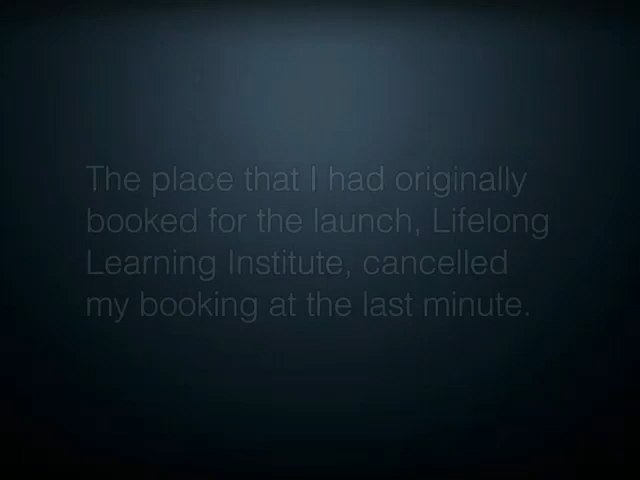 The place that I had originally
booked for the launch, Lifelong
Learning Institute, cancelled
my booking at the last minute.